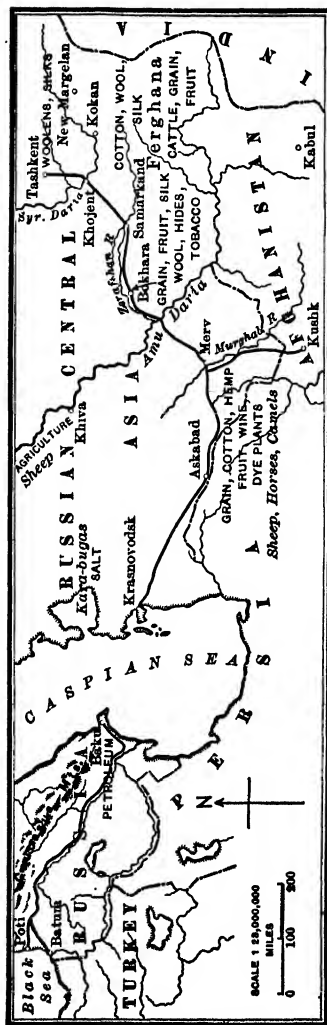 Black
Sea
Poti
Batum
RUSSIA
TURKEY
Baku
PETROLEUM
CASPIAN SEA
PERSIA
N
SCALE 1:25,000,000
0 100 200
MILES
RUSSIAN CENTRAL
ASIA
Kara-bugas
SALT
Krasnovodsk
AGRICULTURE
Sheep
Khiva
Askabad
GRAIN, COTTON, HEMP
FRUIT, WINE,
DYE PLANTS
Sheep, Horses, Camels
Merv
Murghab R.
Kushk
Amu Daria
Bokhara
Samarkand
Zarafshan R.
GRAIN, FRUIT, SILK
WOOL, HIDES,
TOBACCO
Syr. Daria
Tashkent
WOOLENS, SILKS
New Margelan
Kokan
Khojent
COTTON, WOOL,
SILK
Ferghana
CATTLE, GRAIN,
FRUIT
AFGHANISTAN
Kabul
INDIA